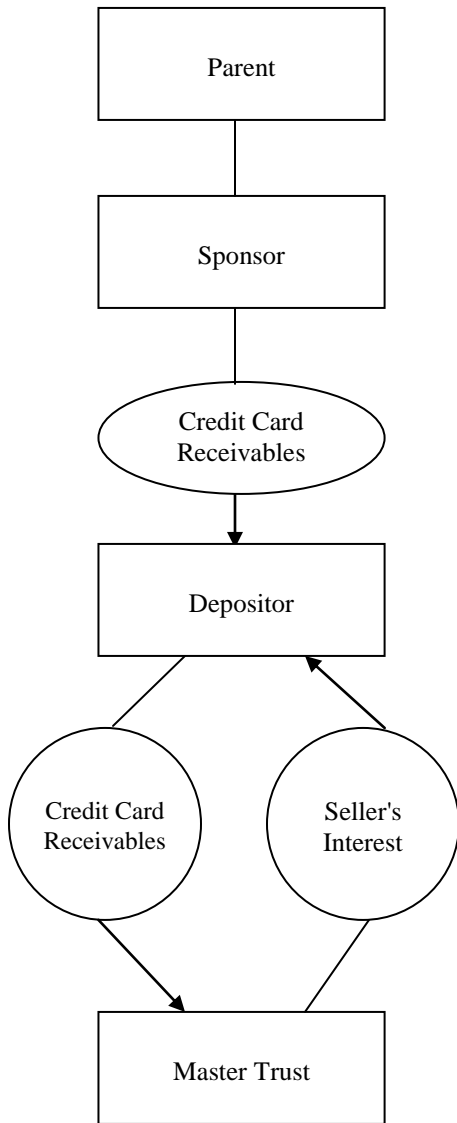 Parent
Sponsor
Credit Card
Receivables
Depositor
Credit Card
Receivables
Seller's
Interest
Master Trust